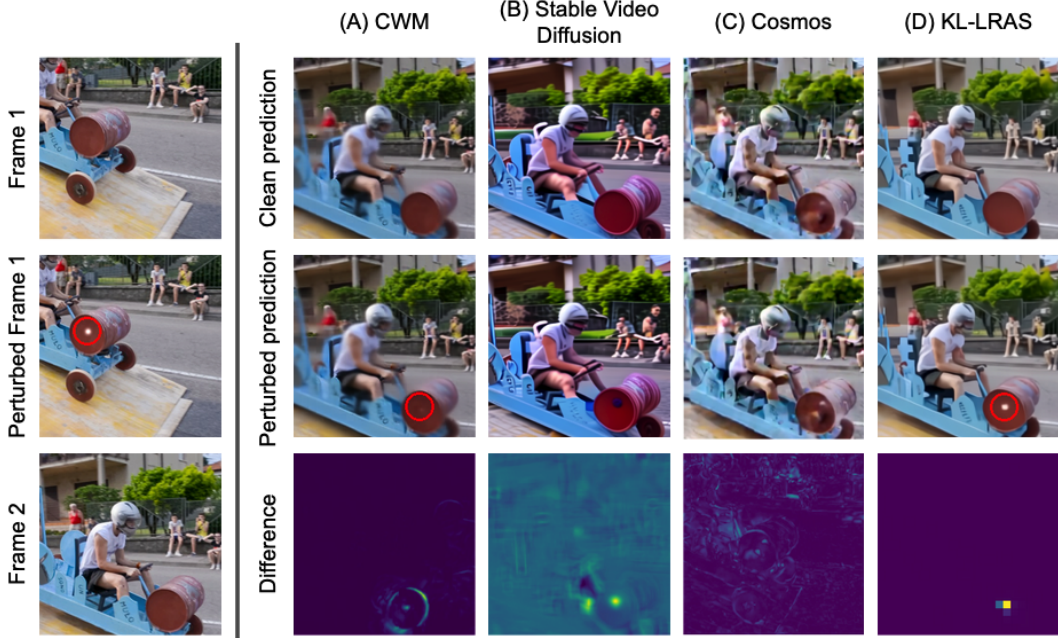 (A) CWM
(B) Stable Video
Diffusion
(C) Cosmos
(D) KL-LRAS
Frame 1
Clean prediction
Perturbed Frame 1
Perturbed prediction
Frame 2
Difference